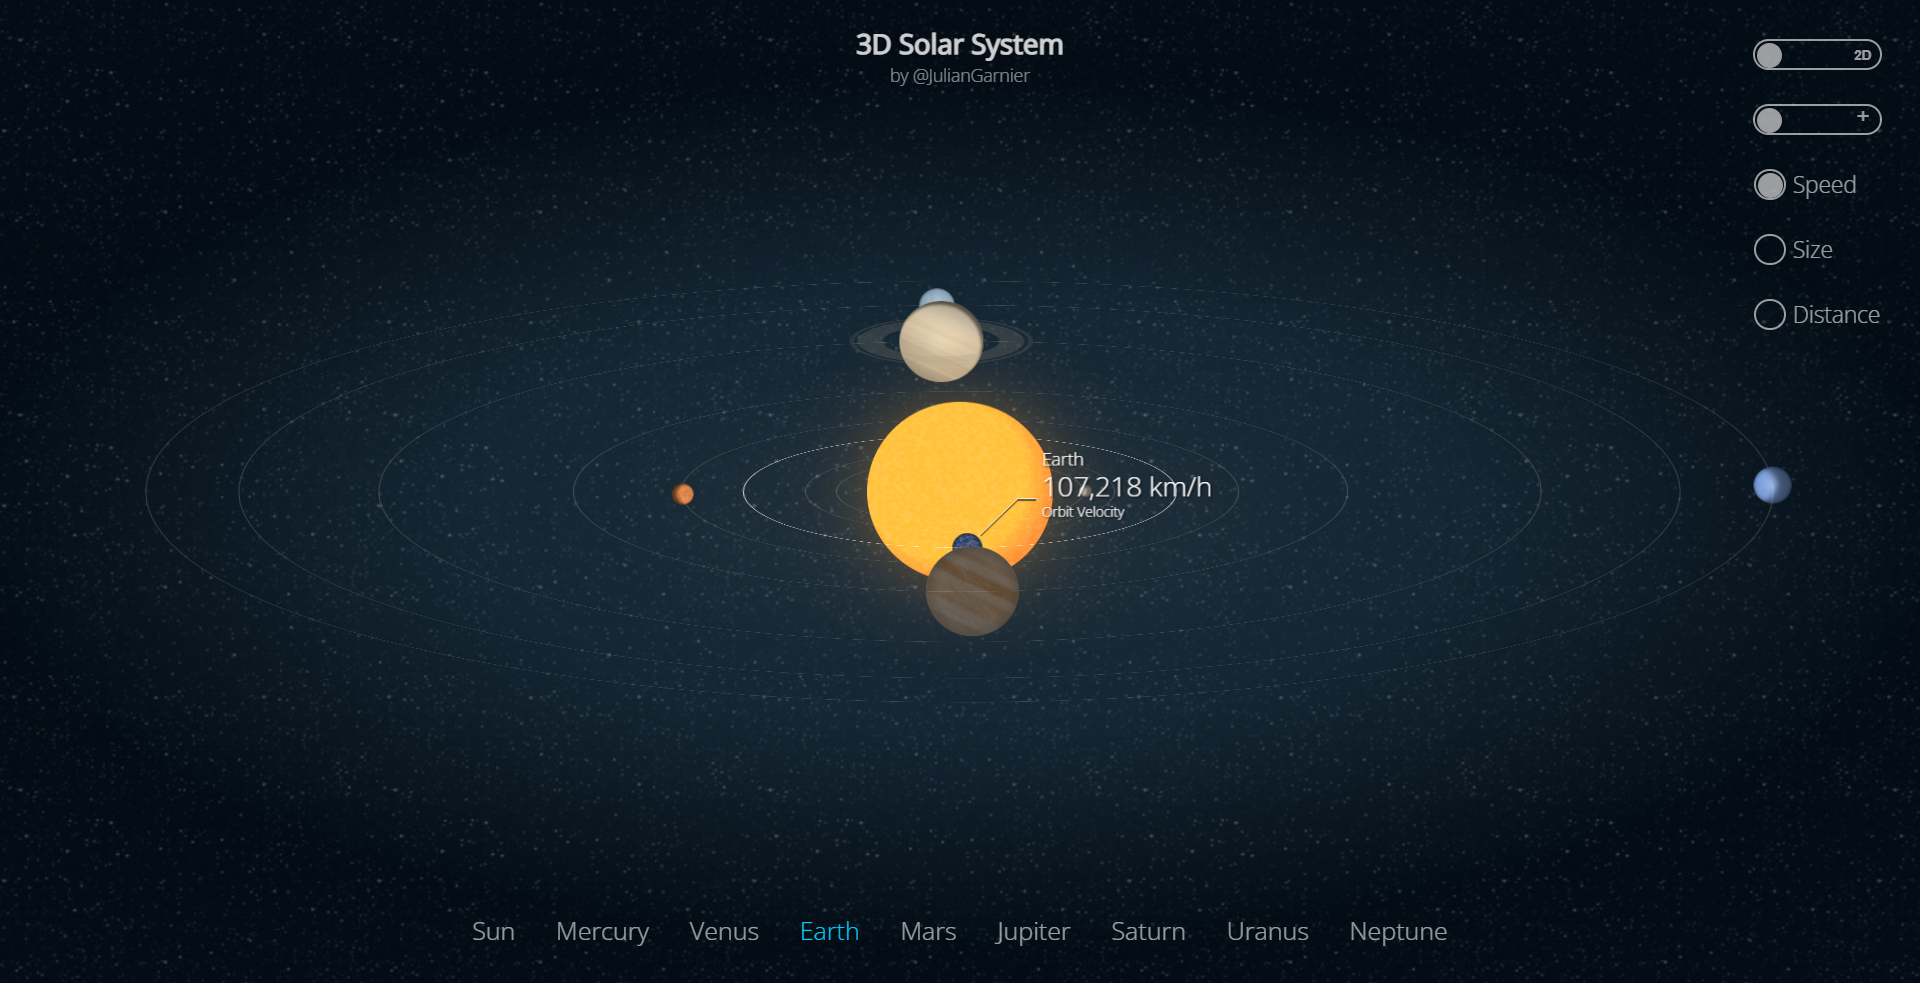 3D Solar System
by @JulianGarnier
2D
+
Speed
Size
Distance
Earth
107,218 km/h
Orbit Velocity
Sun Mercury Venus Earth Mars Jupiter Saturn Uranus Neptune